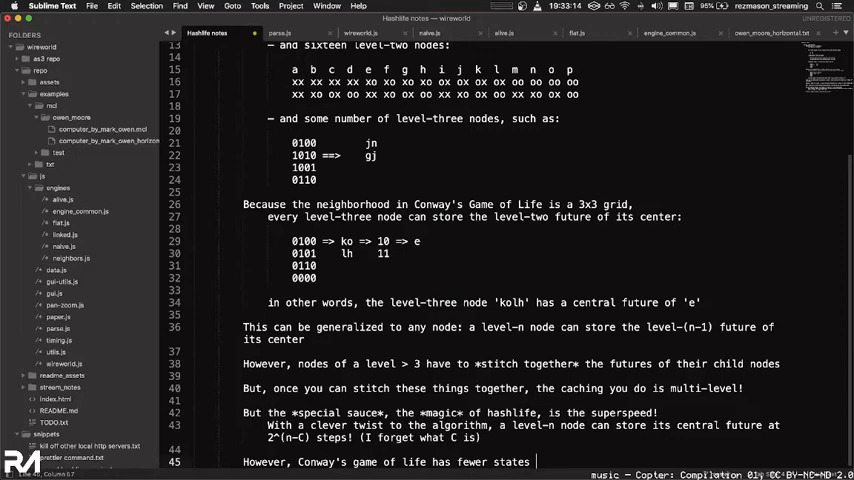 Sublime Text
File
Edit
Selection
Find
View
Goto
Tools
Project
Window
Help
95%
19:33:14
rezmason_streaming
Hashlife notes — wireworld
UNREGISTERED
FOLDERS
wireworld
as3 repo
repo
assets
examples
mcl
owen_moore
computer_by_mark_owen.mcl
computer_by_mark_owen_horizon
test
txt
js
engines
alive.js
engine_common.js
flat.js
linked.js
naive.js
neighbors.js
data.js
gui-utils.js
gui.js
pan-zoom.js
paper.js
parse.js
timing.js
utils.js
wireworld.js
readme_assets
stream_notes
index.html
README.md
TODO.txt
snippets
kill off other local http servers.txt
prettier command.txt
Hashlife notes
parse.js
wireworld.js
naive.js
alive.js
flat.js
engine_common.js
owen_moore_horizontal.txt
13 – and sixteen level-two nodes:
14
15 a b c d e f g h i j k l m n o p
16 xx xx xx xo xx xo xo xo ox ox ox oo ox oo oo oo
17 xx xo ox xx oo xo ox oo xx xo ox xx oo xo ox oo
18
19 – and some number of level-three nodes, such as:
20
21 0100 jn
22 1010 ==> gj
23 1001
24 0110
25
26 Because the neighborhood in Conway's Game of Life is a 3x3 grid,
27 every level-three node can store the level-two future of its center:
28
29 0100 => ko => 10 => e
30 0101 lh 11
31 0110
32 0000
33
34 in other words, the level-three node 'kolh' has a central future of 'e'
35
36 This can be generalized to any node: a level-n node can store the level-(n-1) future of
its center
37
38 However, nodes of a level > 3 have to *stitch together* the futures of their child nodes
39
40 But, once you can stitch these things together, the caching you do is multi-level!
41
42 But the *special sauce*, the *magic* of hashlife, is the superspeed!
43 With a clever twist to the algorithm, a level-n node can store its central future at
2^(n-C) steps! (I forget what C is)
44
45 However, Conway's game of life has fewer states
Line 45, Column 67
music - Copter: Compilation 01, CC BY-NC-ND 2.0
RM